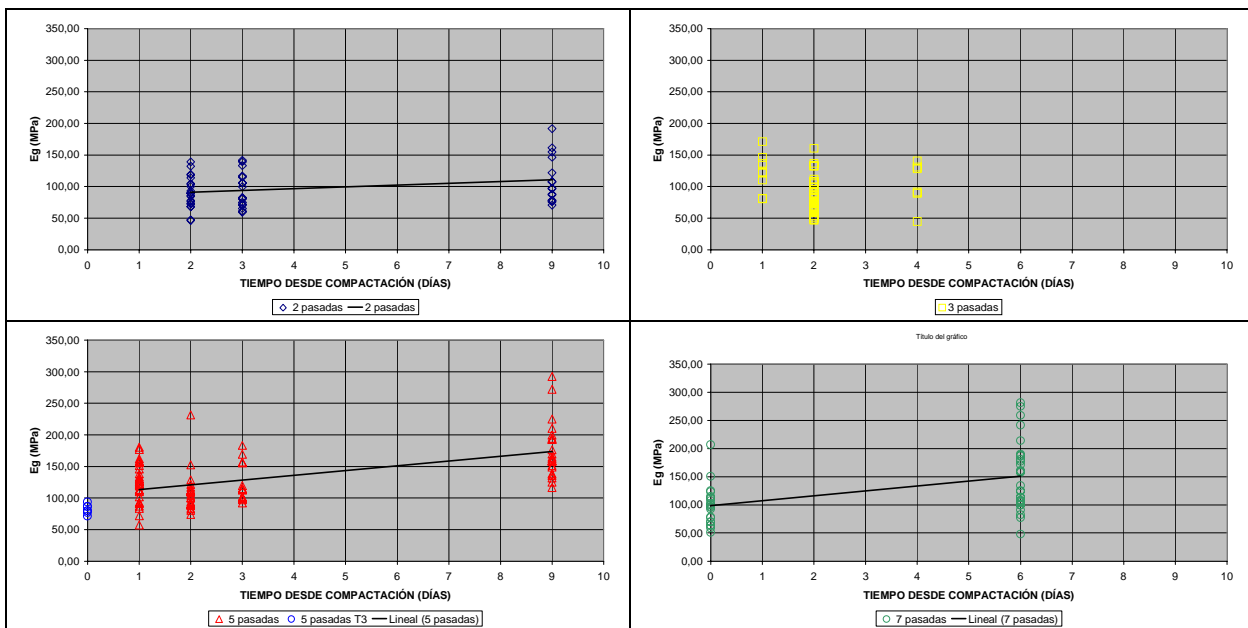 350,00
300,00
250,00
200,00
150,00
100,00
50,00
0,00
Eg (MPa)
0 1 2 3 4 5 6 7 8 9 10
TIEMPO DESDE COMPACTACIÓN (DÍAS)
2 pasadas 2 pasadas
350,00
300,00
250,00
200,00
150,00
100,00
50,00
0,00
Eg (MPa)
0 1 2 3 4 5 6 7 8 9 10
TIEMPO DESDE COMPACTACIÓN (DÍAS)
3 pasadas
350,00
300,00
250,00
200,00
150,00
100,00
50,00
0,00
Eg (MPa)
0 1 2 3 4 5 6 7 8 9 10
TIEMPO DESDE COMPACTACIÓN (DÍAS)
5 pasadas 5 pasadas T3 Lineal (5 pasadas)
Título del gráfico
350,00
300,00
250,00
200,00
150,00
100,00
50,00
0,00
Eg (MPa)
0 1 2 3 4 5 6 7 8 9 10
TIEMPO DESDE COMPACTACIÓN (DÍAS)
7 pasadas Lineal (7 pasadas)